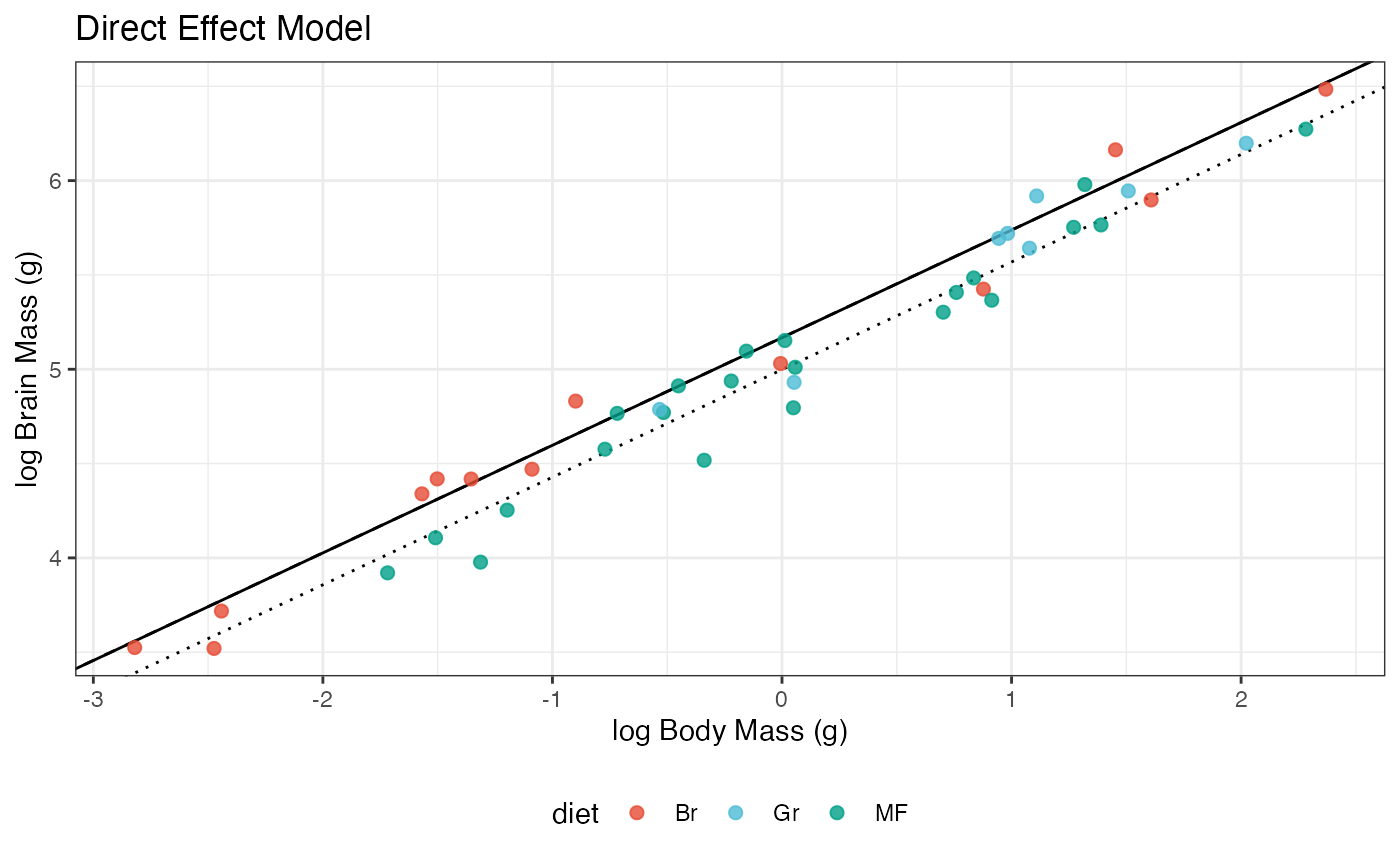 Direct Effect Model
log Brain Mass (g)
6
5
4
-3 -2 -1 0 1 2
log Body Mass (g)
diet Br Gr MF